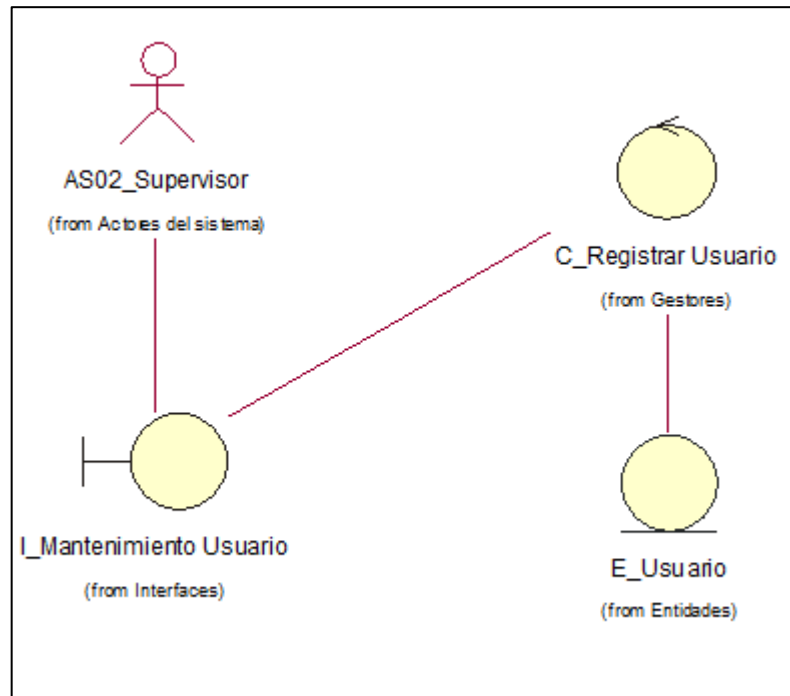 AS02_Supervisor
(from Actores del sistema)
C_Registrar Usuario
(from Gestores)
I_Mantenimiento Usuario
(from Interfaces)
E_Usuario
(from Entidades)